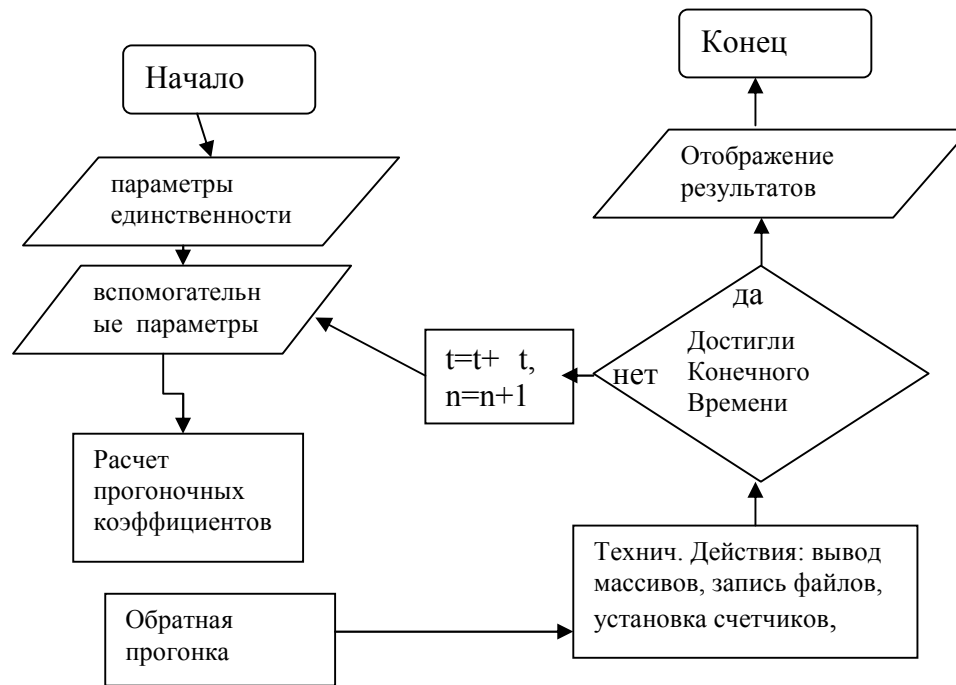 Начало
параметры
единственности
вспомогательн
ые параметры
Расчет
прогоночных
коэффициентов
Обратная
прогонка
Технич. Действия: вывод
массивов, запись файлов,
установка счетчиков,
Достигли
Конечного
Времени
нет
t=t+ t,
n=n+1
да
Отображение
результатов
Конец